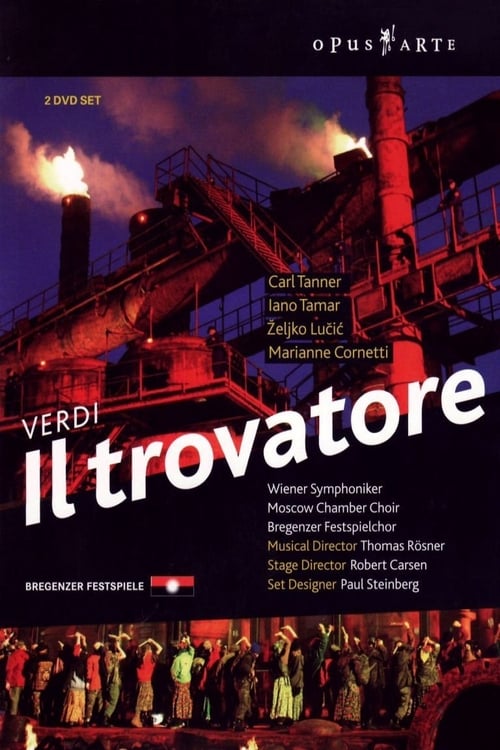 OPUS ARTE
2 DVD SET
Carl Tanner
Iano Tamar
Željko Lučić
Marianne Cornetti
VERDI
Il trovatore
Wiener Symphoniker
Moscow Chamber Choir
Bregenzer Festspielchor
Musical Director Thomas Rösner
Stage Director Robert Carsen
Set Designer Paul Steinberg
BREGENZER FESTSPIELE